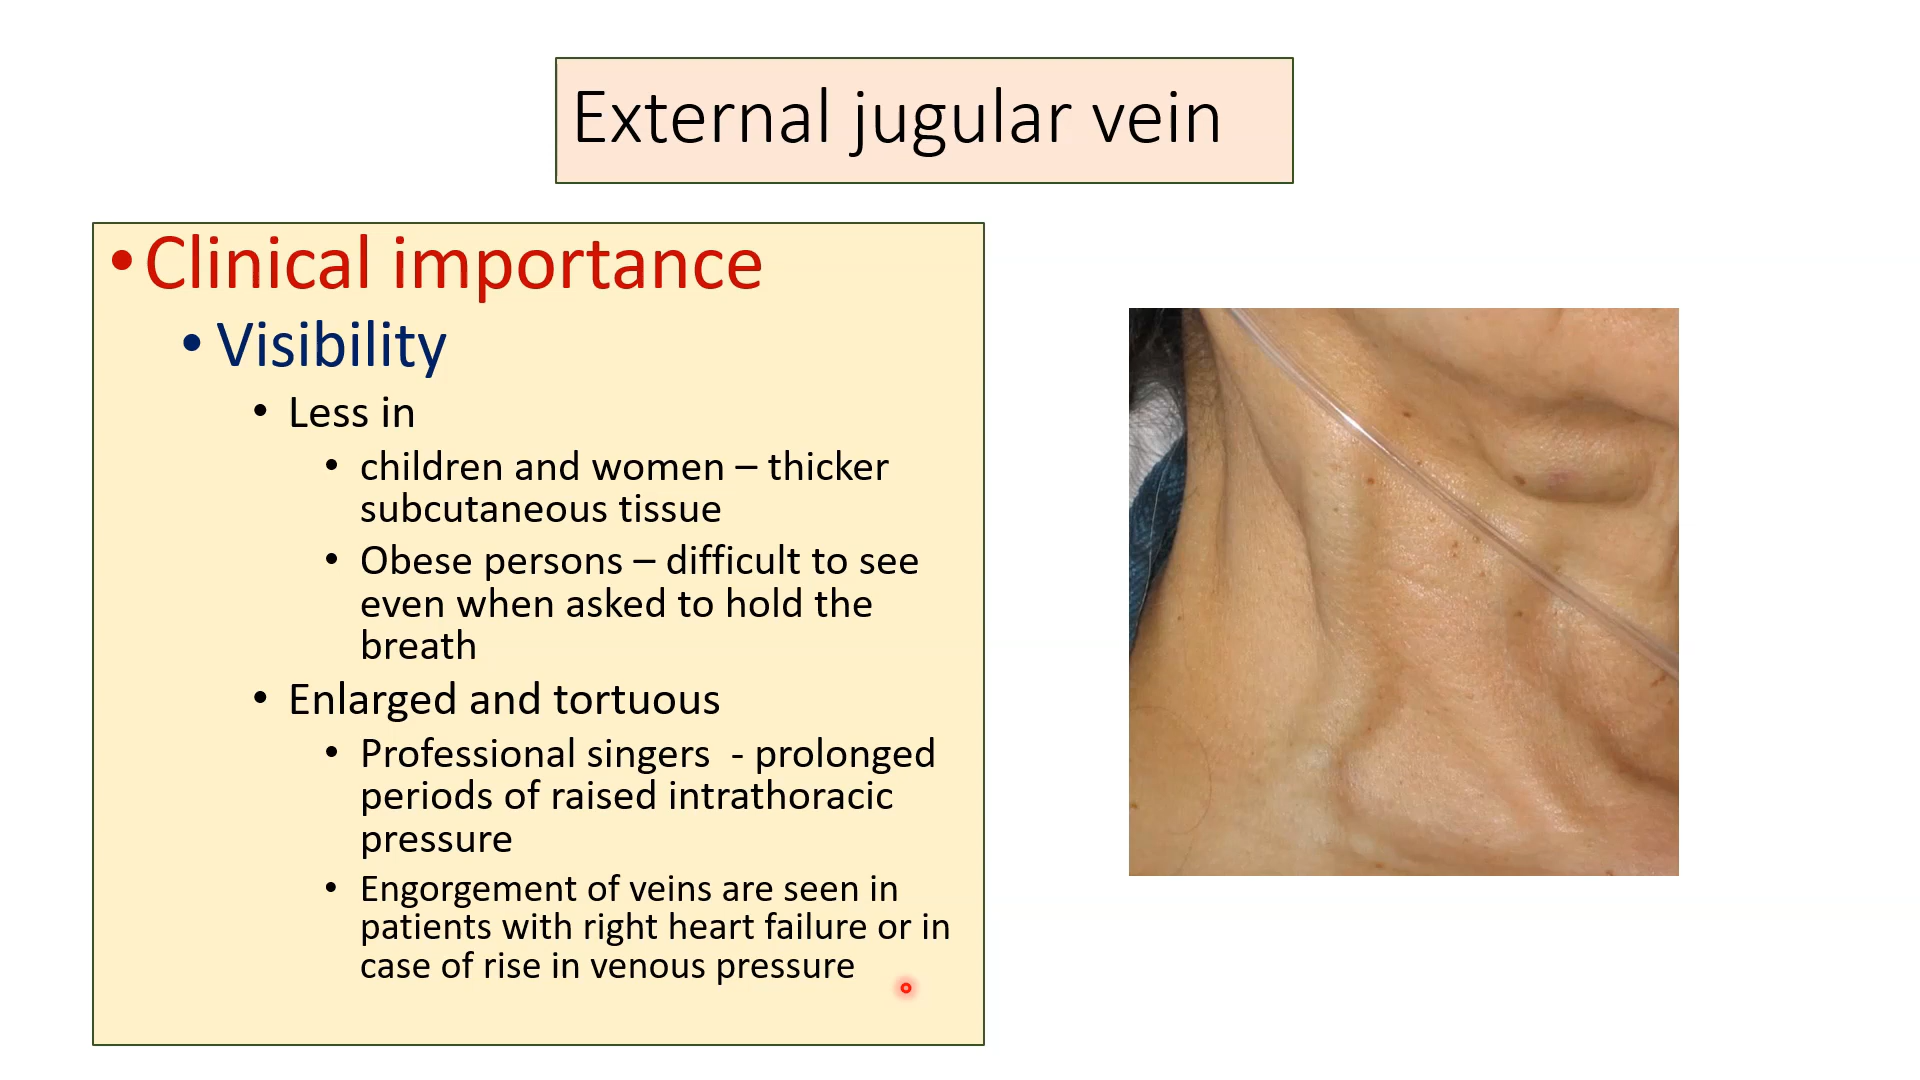 External jugular vein
• Clinical importance
• Visibility
• Less in
• children and women – thicker
subcutaneous tissue
• Obese persons – difficult to see
even when asked to hold the
breath
• Enlarged and tortuous
• Professional singers  - prolonged
periods of raised intrathoracic
pressure
• Engorgement of veins are seen in
patients with right heart failure or in
case of rise in venous pressure